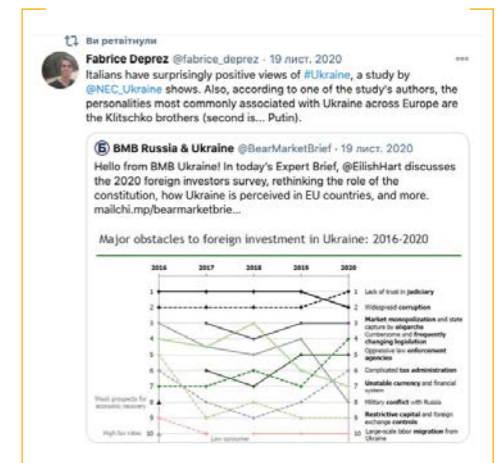 Ви ретвітнули
Fabrice Deprez @fabrice_deprez · 19 лист. 2020
Italians have surprisingly positive views of #Ukraine, a study by
@NEC_Ukraine shows. Also, according to one of the study's authors, the
personalities most commonly associated with Ukraine across Europe are
the Klitschko brothers (second is... Putin).
BMB Russia & Ukraine @BearMarketBrief · 19 лист. 2020
Hello from BMB Ukraine! In today's Expert Brief, @EilishHart discusses
the 2020 foreign investors survey, rethinking the role of the
constitution, how Ukraine is perceived in EU countries, and more.
mailchi.mp/bearmarketbrie...
Major obstacles to foreign investment in Ukraine: 2016-2020
2016 2017 2018 2019 2020
1 1 Lack of trust in judiciary
2 2 Widespread corruption
3 3 Market monopolization and state
capture by oligarchs
4 4 Cumbersome and frequently
changing legislation
5 5 Oppressive law enforcement
agencies
6 6 Complicated tax administration
7 7 Unstable currency and financial
system
Weak prospects for
economic recovery
8 8 Military conflict with Russia
9 9 Restrictive capital and foreign
exchange controls
High tax rates 10 10 Large-scale labor migration from
Ukraine
Low consumer